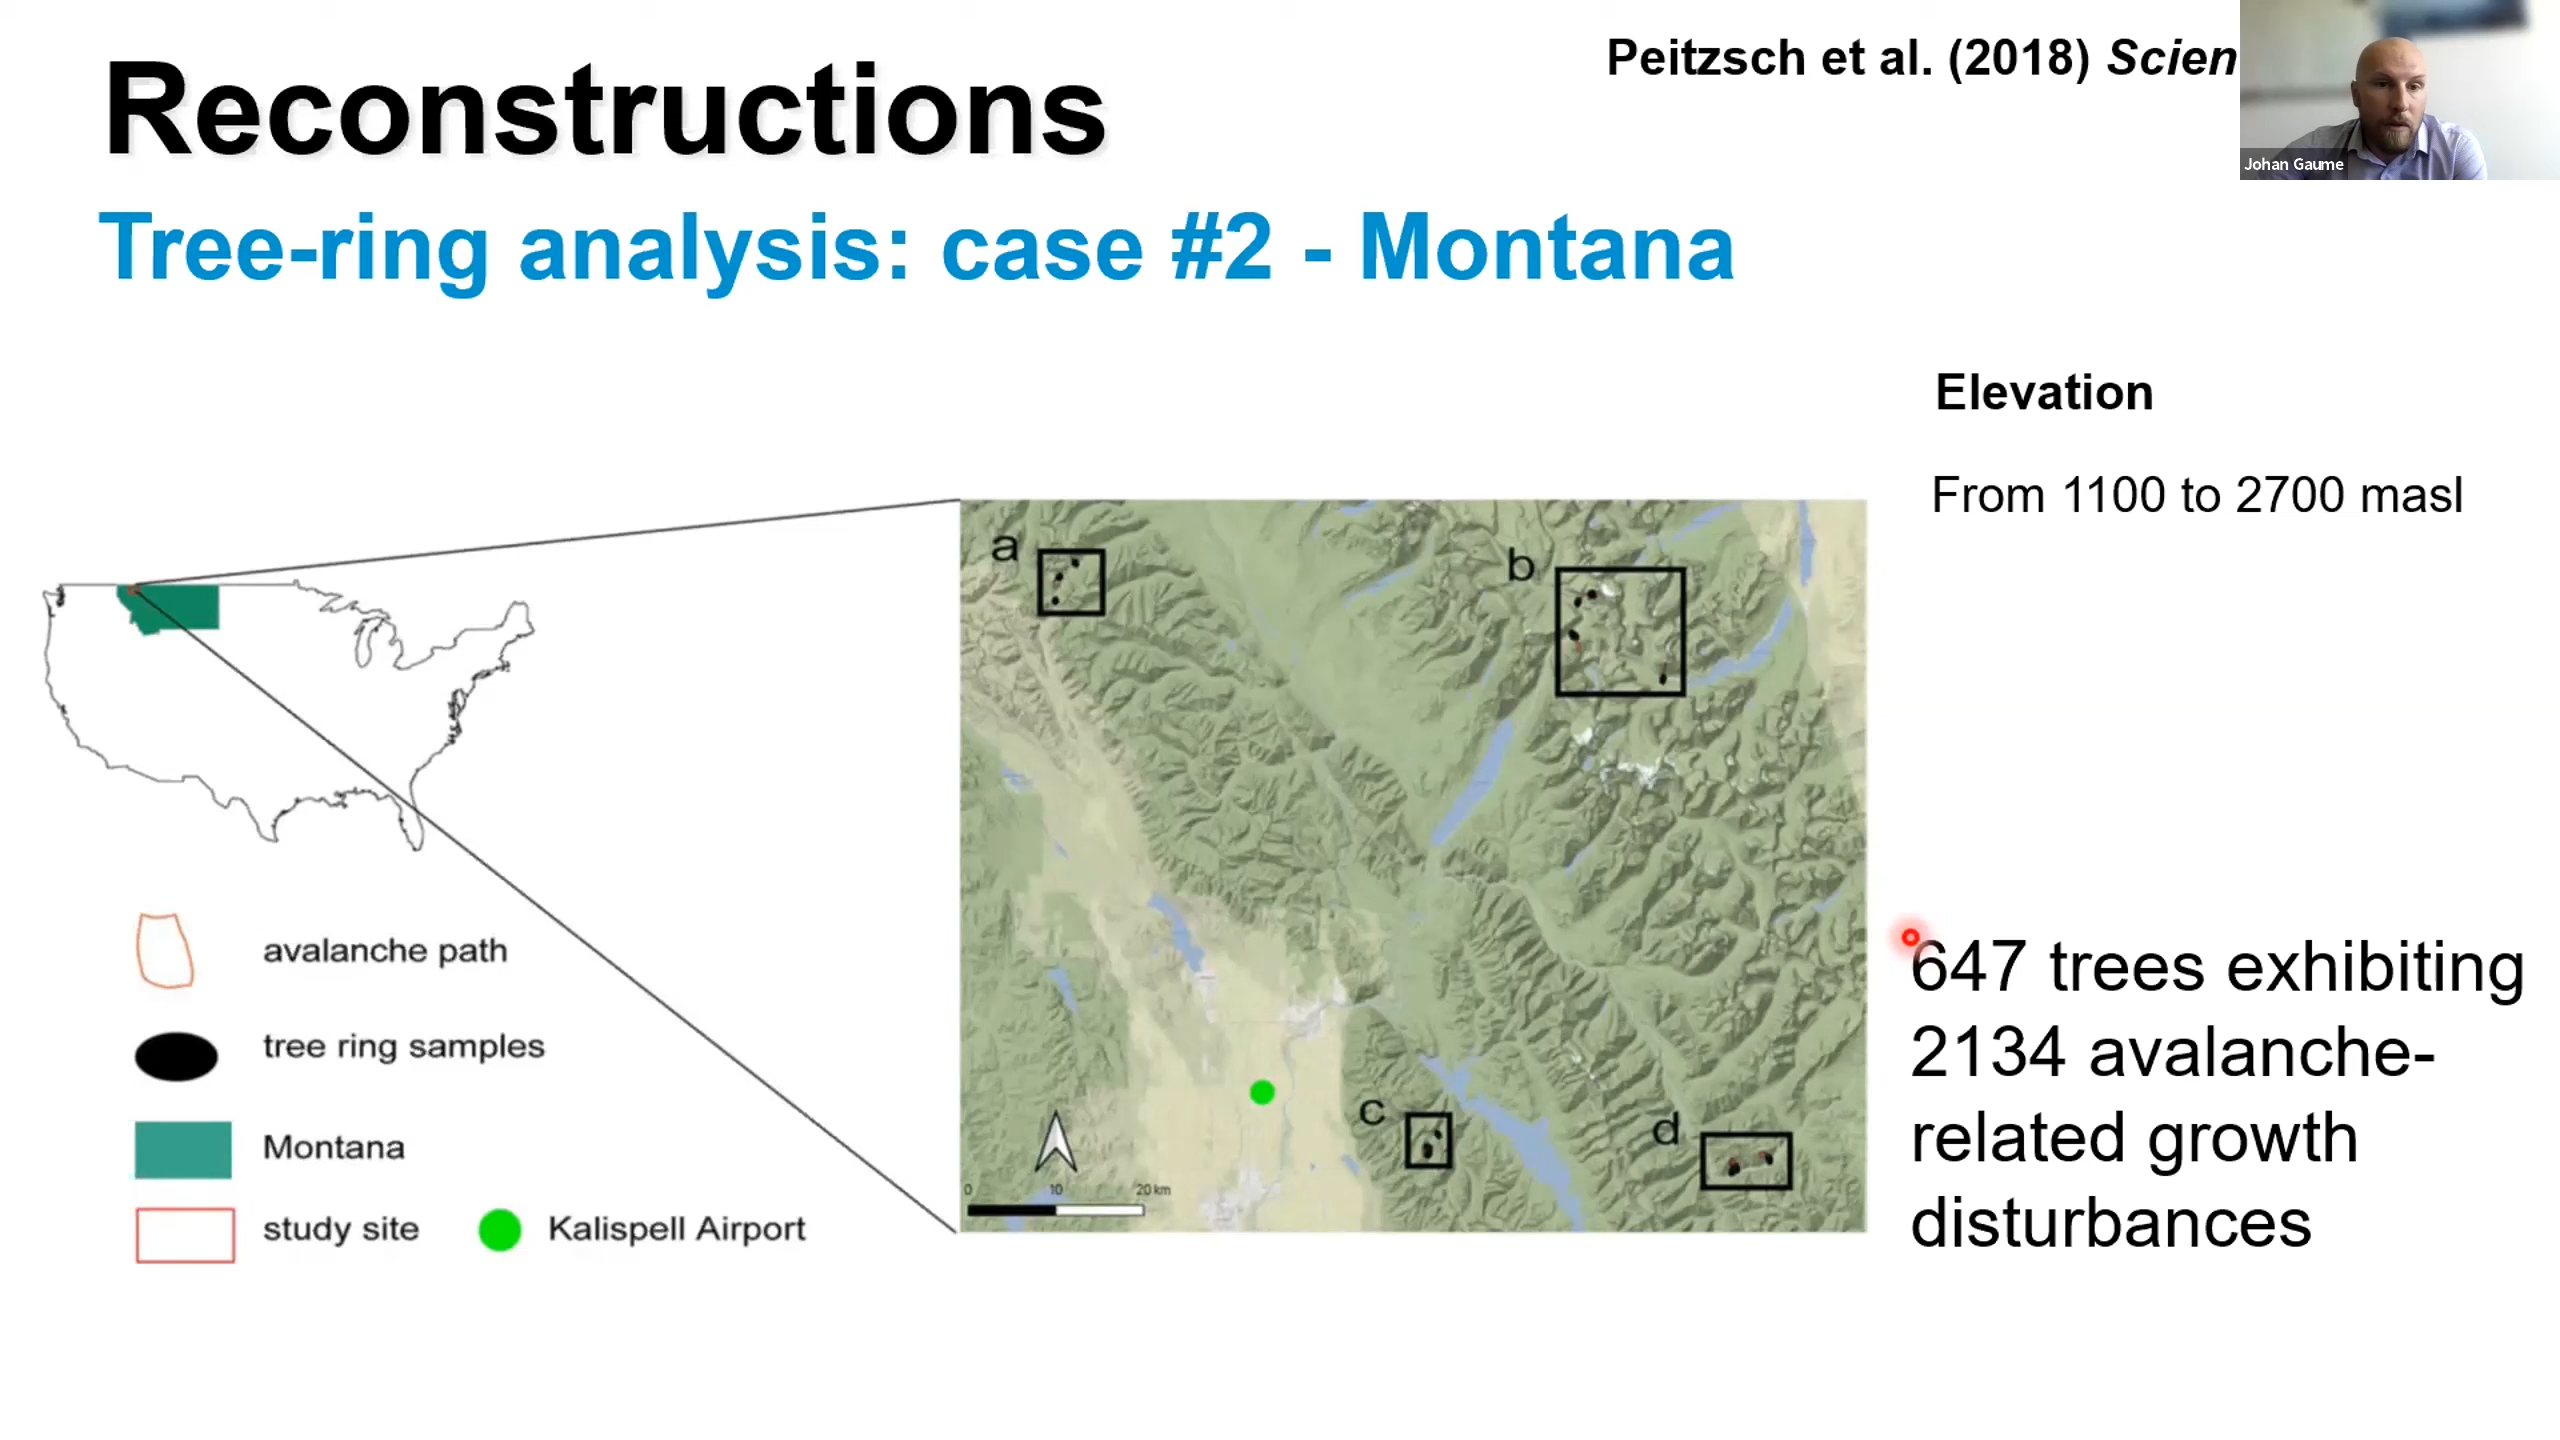 Peitzsch et al. (2018) Scien
Johan Gaume
Reconstructions
Tree-ring analysis: case #2 - Montana
Elevation
From 1100 to 2700 masl
a
b
c
d
0 10 20 km
avalanche path
tree ring samples
Montana
study site
Kalispell Airport
647 trees exhibiting
2134 avalanche-
related growth
disturbances